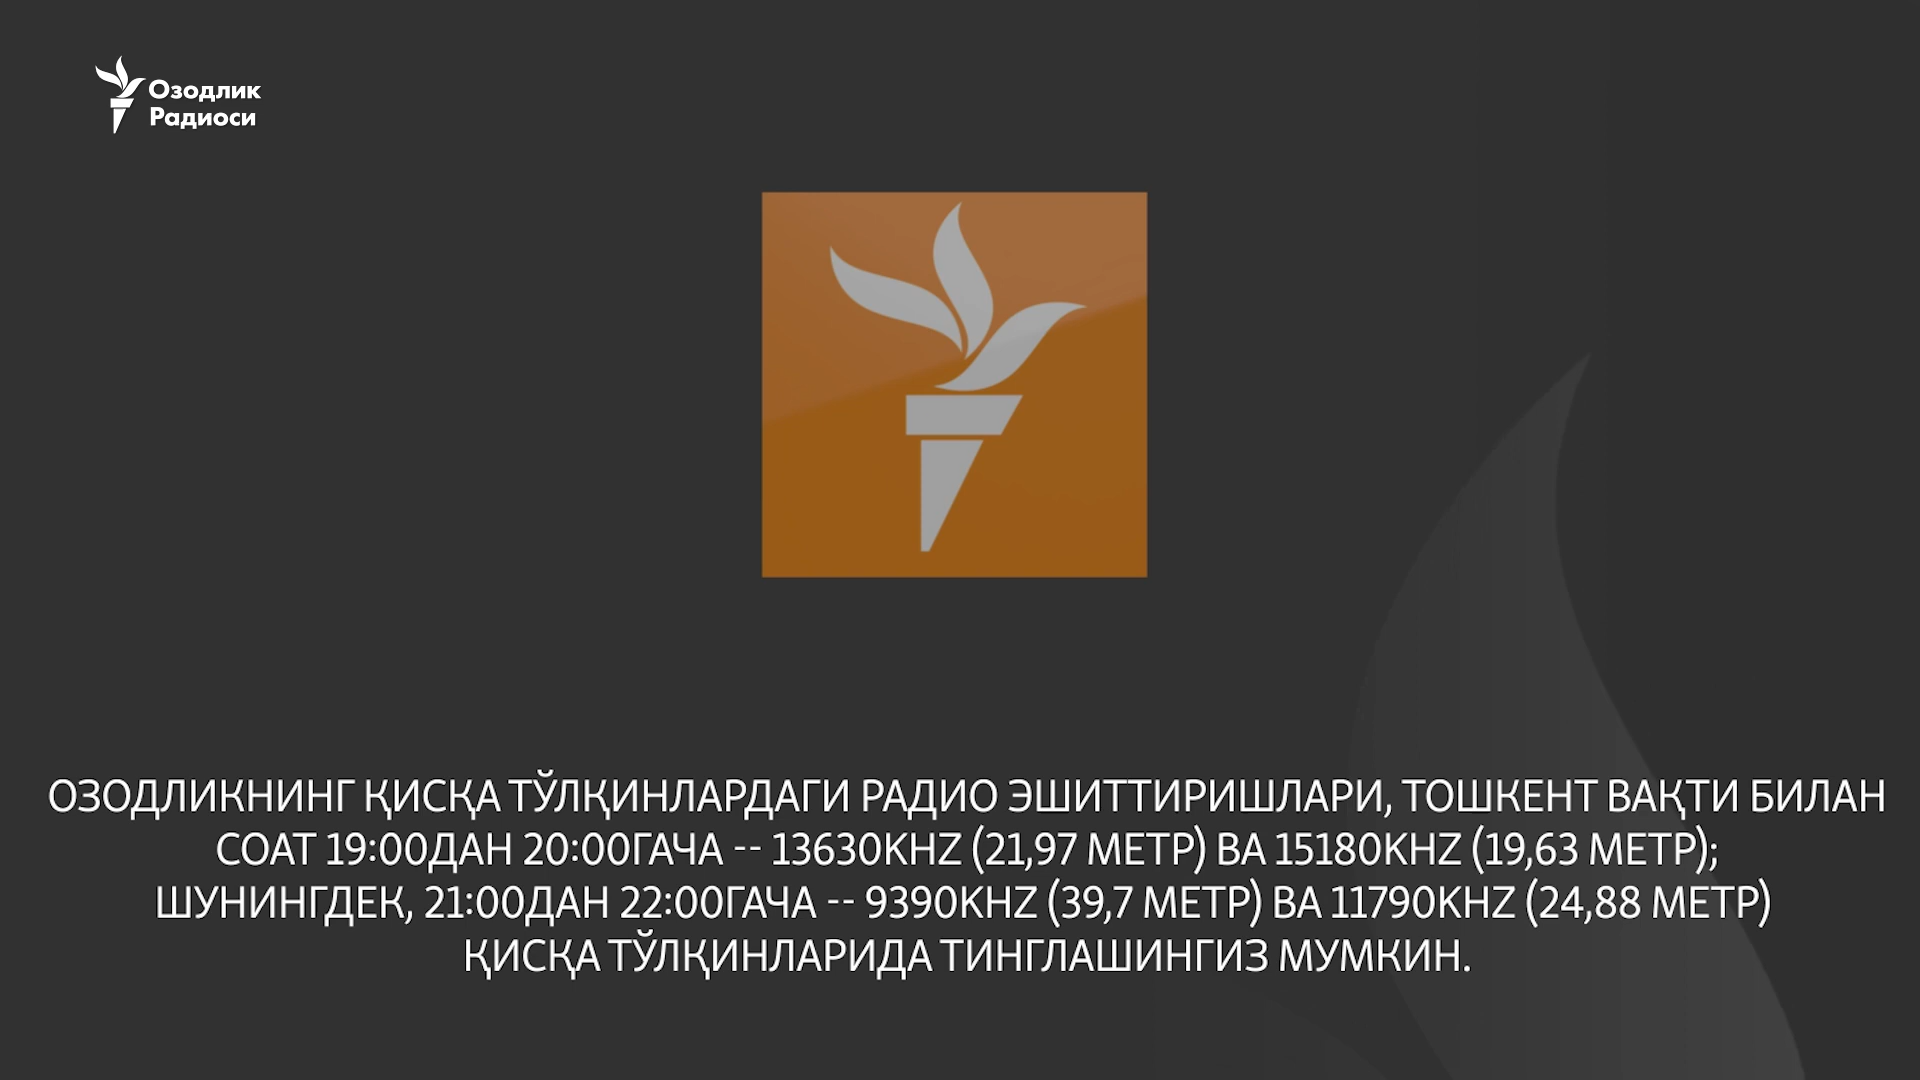 Озодлик
Радиоси
ОЗОДЛИКНИНГ ҚИСҚА ТЎЛҚИНЛАРДАГИ РАДИО ЭШИТТИРИШЛАРИ, ТОШКЕНТ ВАҚТИ БИЛАН
СОАТ 19:00ДАН 20:00ГАЧА -- 13630KHZ (21,97 МЕТР) ВА 15180KHZ (19,63 МЕТР);
ШУНИНГДЕК, 21:00ДАН 22:00ГАЧА -- 9390KHZ (39,7 МЕТР) ВА 11790KHZ (24,88 МЕТР)
ҚИСҚА ТЎЛҚИНЛАРИДА ТИНГЛАШИНГИЗ МУМКИН.